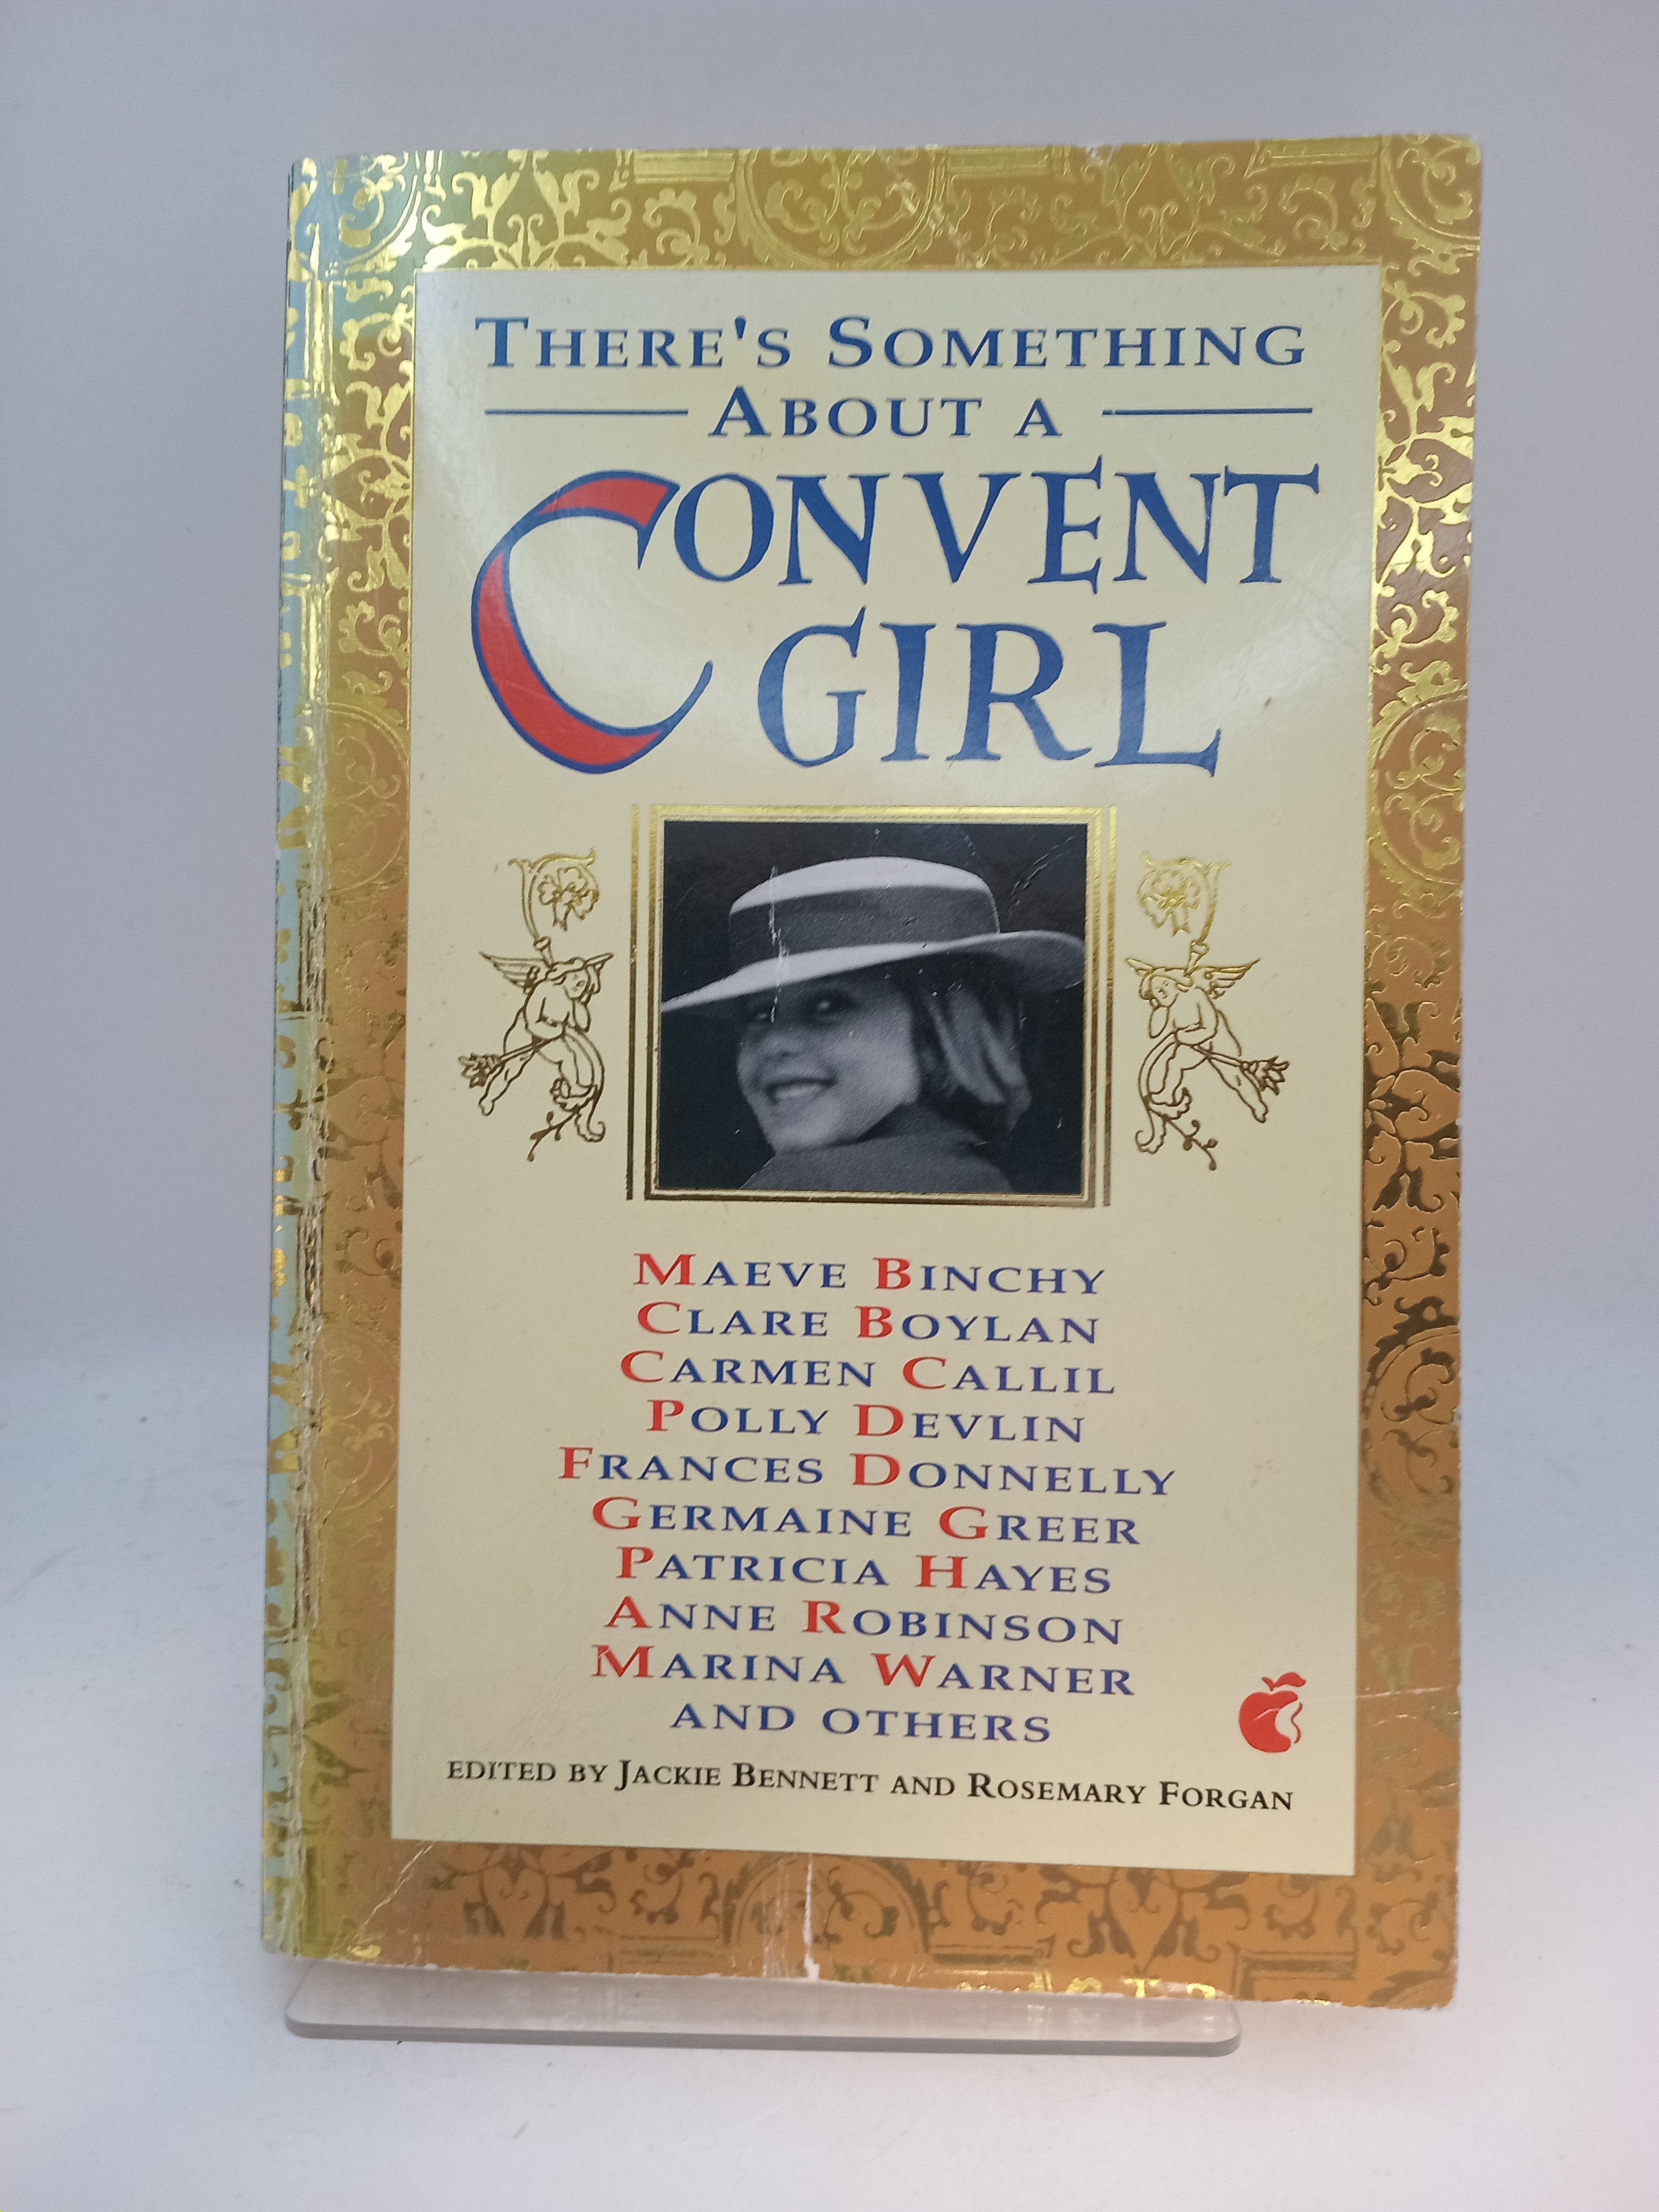 THERE'S SOMETHING
ABOUT A
CONVENT
GIRL
MAEVE BINCHY
CLARE BOYLAN
CARMEN CALLIL
POLLY DEVLIN
FRANCES DONNELLY
GERMAINE GREER
PATRICIA HAYES
ANNE ROBINSON
MARINA WARNER
AND OTHERS
EDITED BY JACKIE BENNETT AND ROSEMARY FORGAN